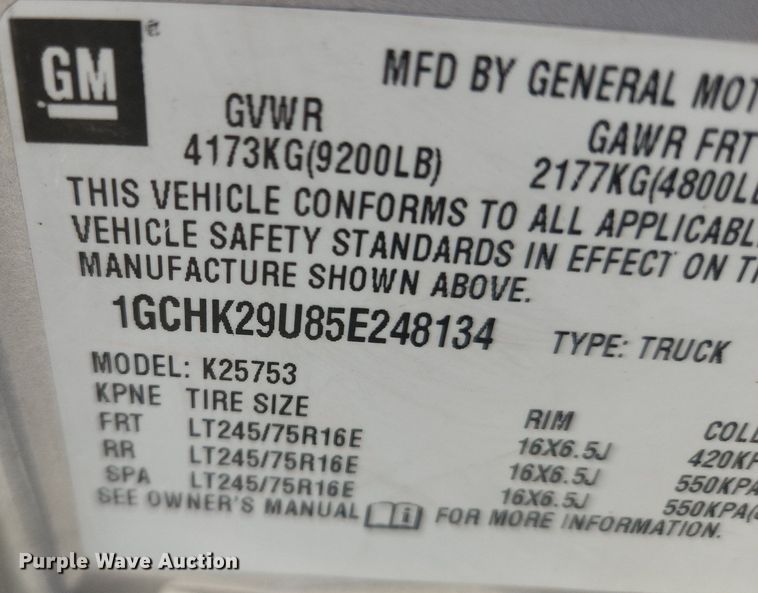 GM
MFD BY GENERAL
GVWR GAWR FRT
4173KG(9200LB) 2177KG(4800L
THIS VEHICLE CONFORMS TO ALL
VEHICLE SAFETY STANDARDS IN EFFECT ON
MANUFACTURE SHOWN ABOVE.
1GCHK29U85E248134 TYPE: TRUCK
MODEL: K25753
KPNE TIRE SIZE RIM
FRT LT245/75R16E 16X6.5J 420KP
RR LT245/75R16E 16X6.5J 550KPA
SPA LT245/75R16E 16X6.5J 550KPA(
SEE OWNER'S MANUAL FOR MORE INFORMATION.
Purple Wave Auction